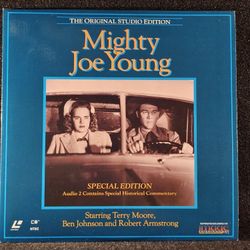 THE ORIGINAL STUDIO EDITION
Mighty
Joe Young
SPECIAL EDITION
Audio 2 Contains Special Historical Commentary
Starring Terry Moore,
Ben Johnson and Robert Armstrong
NTSC